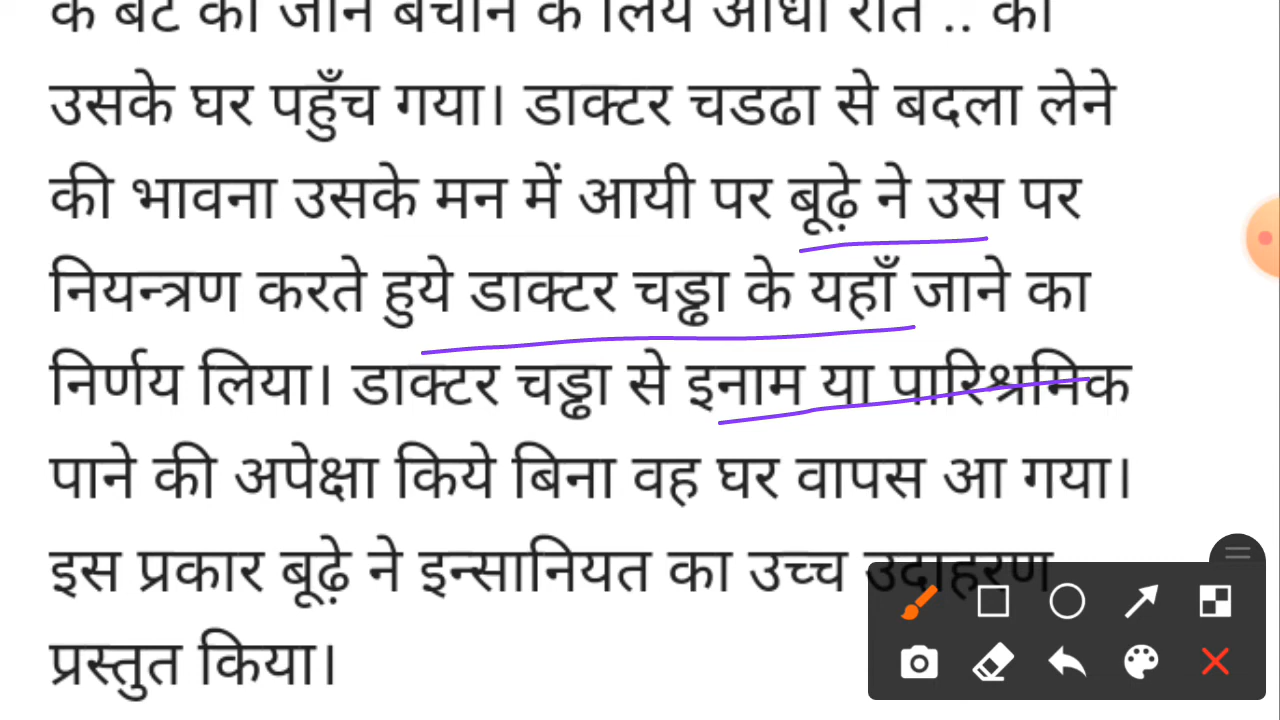 के बेटे की जान बचाने के लिये आधी रात .. को
उसके घर पहुँच गया। डाक्टर चडढा से बदला लेने
की भावना उसके मन में आयी पर बूढ़े ने उस पर
नियन्त्रण करते हुये डाक्टर चड्ढा के यहाँ जाने का
निर्णय लिया। डाक्टर चड्ढा से इनाम या पारिश्रमिक
पाने की अपेक्षा किये बिना वह घर वापस आ गया।
इस प्रकार बूढ़े ने इन्सानियत का उच्च उदाहरण
प्रस्तुत किया।